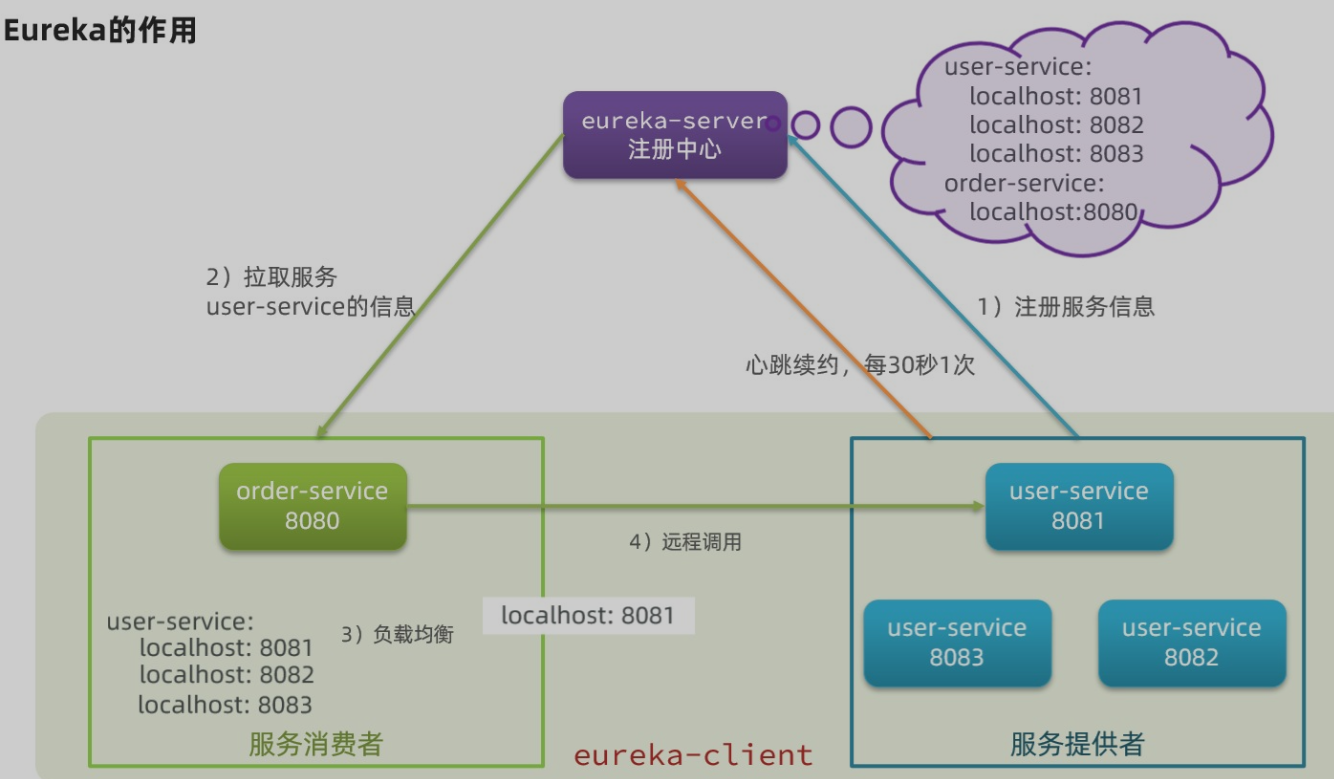 Eureka的作用
eureka-server
注册中心
user-service:
localhost: 8081
localhost: 8082
localhost: 8083
order-service:
localhost:8080
2）拉取服务
user-service的信息
1）注册服务信息
心跳续约，每30秒1次
order-service
8080
4）远程调用
user-service
8081
user-service:
localhost: 8081
localhost: 8082
localhost: 8083
3）负载均衡
localhost: 8081
user-service
8083
user-service
8082
服务消费者
eureka-client
服务提供者